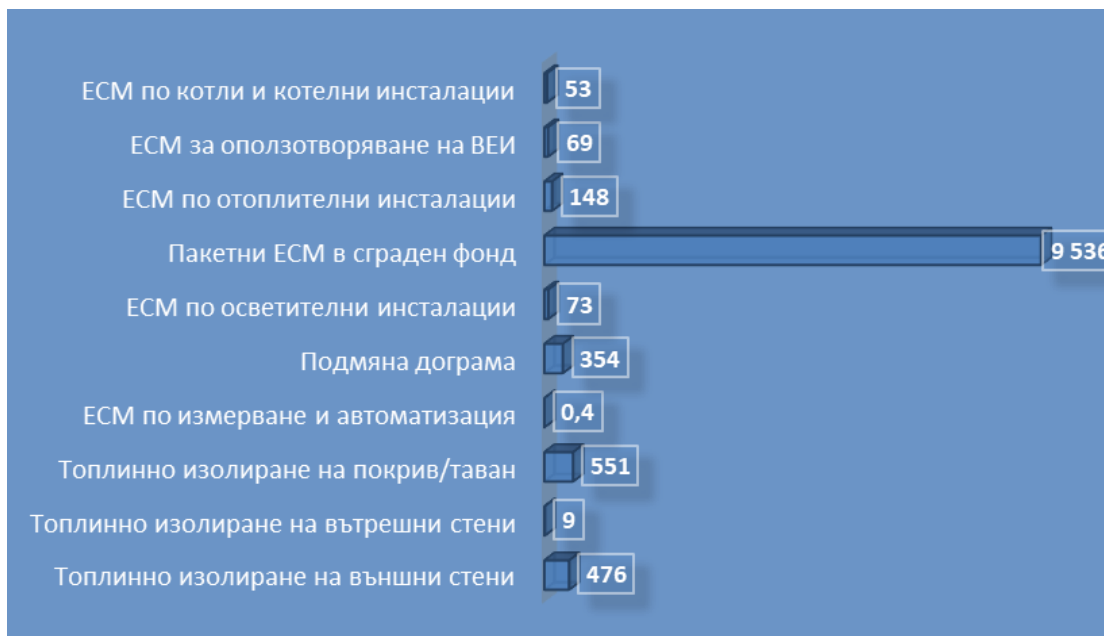 ЕСМ по котли и котелни инсталации 53
ЕСМ за оползотворяване на ВЕИ 69
ЕСМ по отоплителни инсталации 148
Пакетни ЕСМ в сграден фонд 9 536
ЕСМ по осветителни инсталации 73
Подмяна дограма 354
ЕСМ по измерване и автоматизация 0,4
Топлинно изолиране на покрив/таван 551
Топлинно изолиране на вътрешни стени 9
Топлинно изолиране на външни стени 476